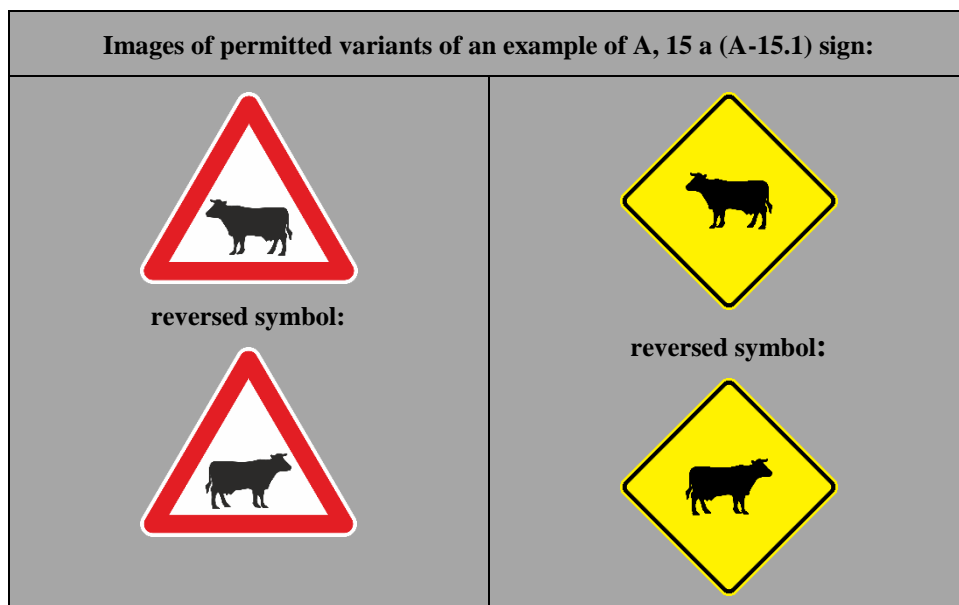 Images of permitted variants of an example of A, 15 a (A-15.1) sign:
reversed symbol:
reversed symbol: